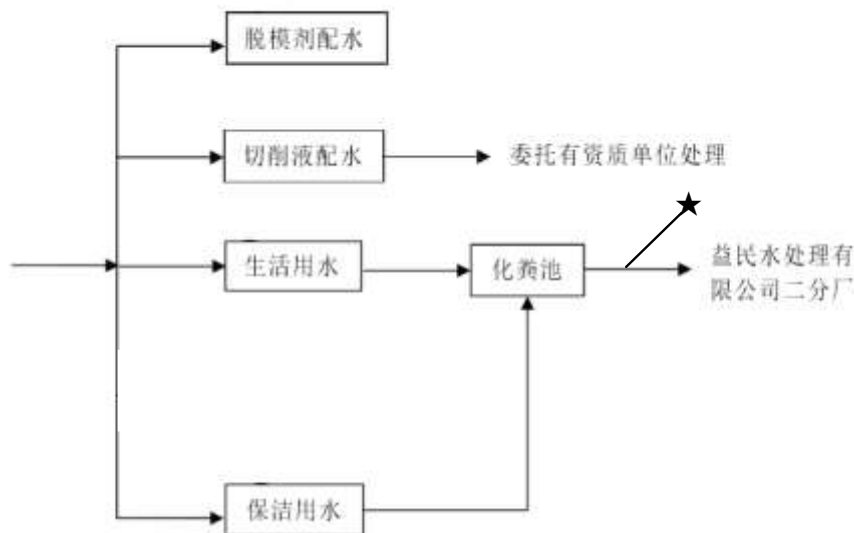 脱模剂配水
切削液配水
委托有资质单位处理
生活用水
化粪池
益民水处理有
限公司二分厂
保洁用水